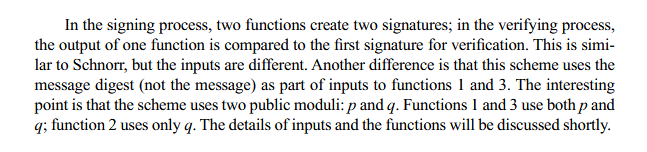 In the signing process, two functions create two signatures; in the verifying process,
the output of one function is compared to the first signature for verification. This is simi-
lar to Schnorr, but the inputs are different. Another difference is that this scheme uses the
message digest (not the message) as part of inputs to functions 1 and 3. The interesting
point is that the scheme uses two public moduli: p and q. Functions 1 and 3 use both p and
q; function 2 uses only q. The details of inputs and the functions will be discussed shortly.